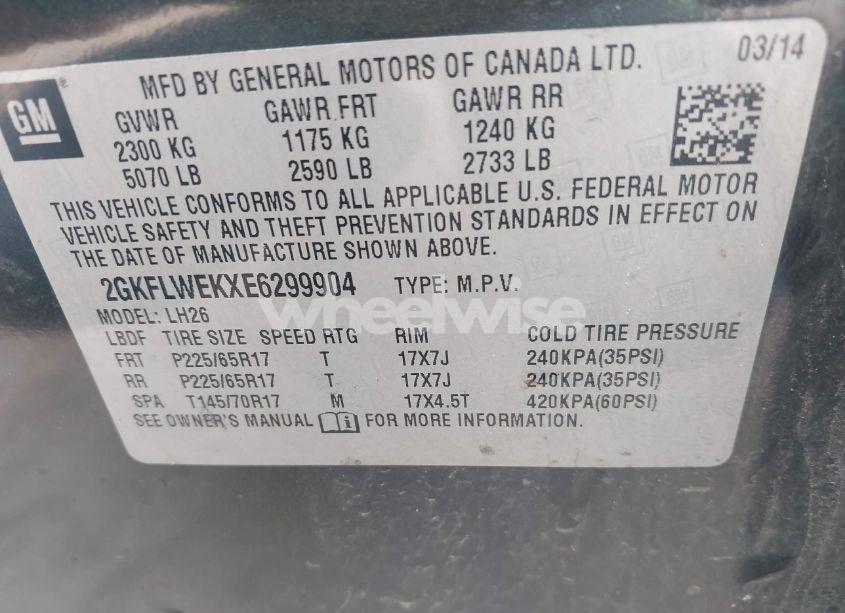 GM ®
MFD BY GENERAL MOTORS OF CANADA LTD. 03/14
GVWR GAWR FRT GAWR RR
2300 KG 1175 KG 1240 KG
5070 LB 2590 LB 2733 LB
THIS VEHICLE CONFORMS TO ALL APPLICABLE U.S. FEDERAL MOTOR
VEHICLE SAFETY AND THEFT PREVENTION STANDARDS IN EFFECT ON
THE DATE OF MANUFACTURE SHOWN ABOVE.
2GKFLWEKXE6299904 TYPE: M.P.V.
wheelwise
MODEL: LH26
LBDF TIRE SIZE SPEED RTG RIM COLD TIRE PRESSURE
FRT P225/65R17 T 17X7J 240KPA(35PSI)
RR P225/65R17 T 17X7J 240KPA(35PSI)
SPA T145/70R17 M 17X4.5T 420KPA(60PSI)
SEE OWNER'S MANUAL FOR MORE INFORMATION.